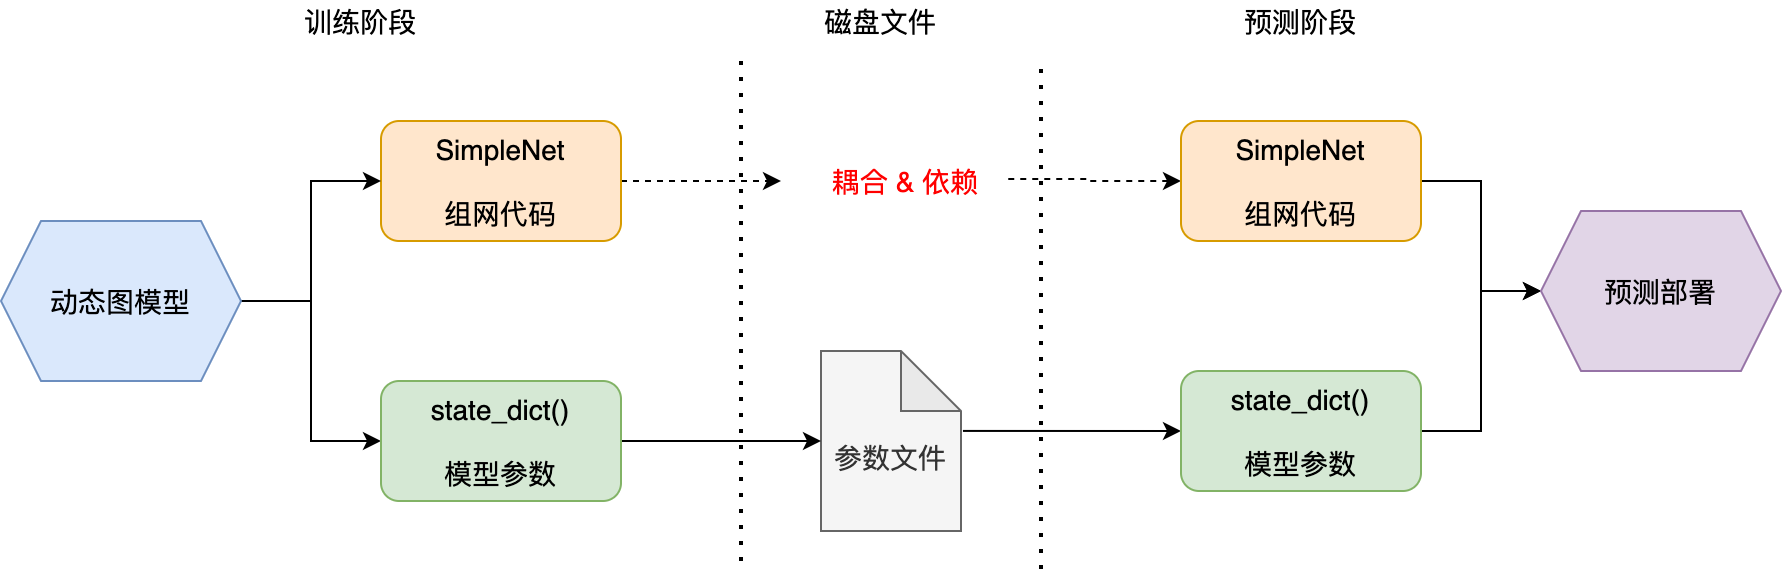 训练阶段
磁盘文件
预测阶段
SimpleNet
组网代码
耦合 & 依赖
SimpleNet
组网代码
动态图模型
预测部署
state_dict()
模型参数
参数文件
state_dict()
模型参数